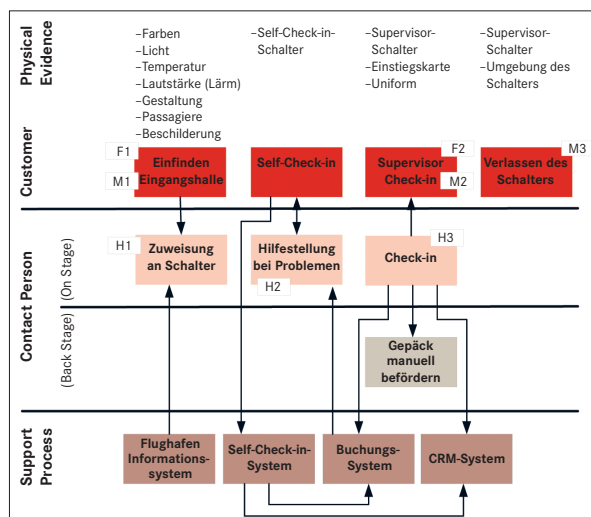 Physical
Evidence
–Farben
–Licht
–Temperatur
–Lautstärke (Lärm)
–Gestaltung
–Passagiere
–Beschilderung
–Self-Check-in-
Schalter
–Supervisor-
Schalter
–Einstiegskarte
–Uniform
–Supervisor-
Schalter
–Umgebung des
Schalters
Customer
F1
M1
Einfinden
Eingangshalle
Self-Check-in
F2
M2
Supervisor
Check-in
M3
Verlassen des
Schalters
Contact Person
(On Stage)
H1
Zuweisung
an Schalter
Hilfestellung
bei Problemen
H2
H3
Check-in
(Back Stage)
Gepäck
manuell
befördern
Support
Process
Flughafen
Informations-
system
Self-Check-in-
System
Buchungs-
System
CRM-System